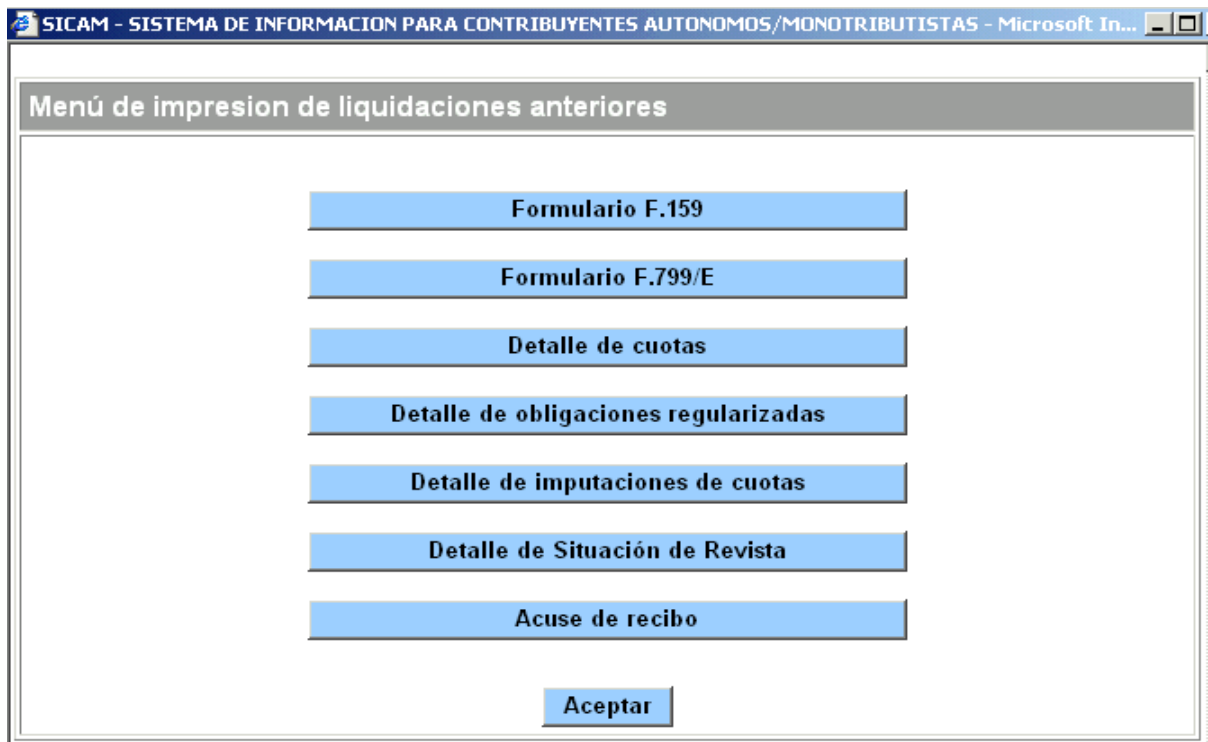 SICAM - SISTEMA DE INFORMACION PARA CONTRIBUYENTES AUTONOMOS/MONOTRIBUTISTAS - Microsoft In...
Menú de impresion de liquidaciones anteriores
Formulario F.159
Formulario F.799/E
Detalle de cuotas
Detalle de obligaciones regularizadas
Detalle de imputaciones de cuotas
Detalle de Situación de Revista
Acuse de recibo
Aceptar